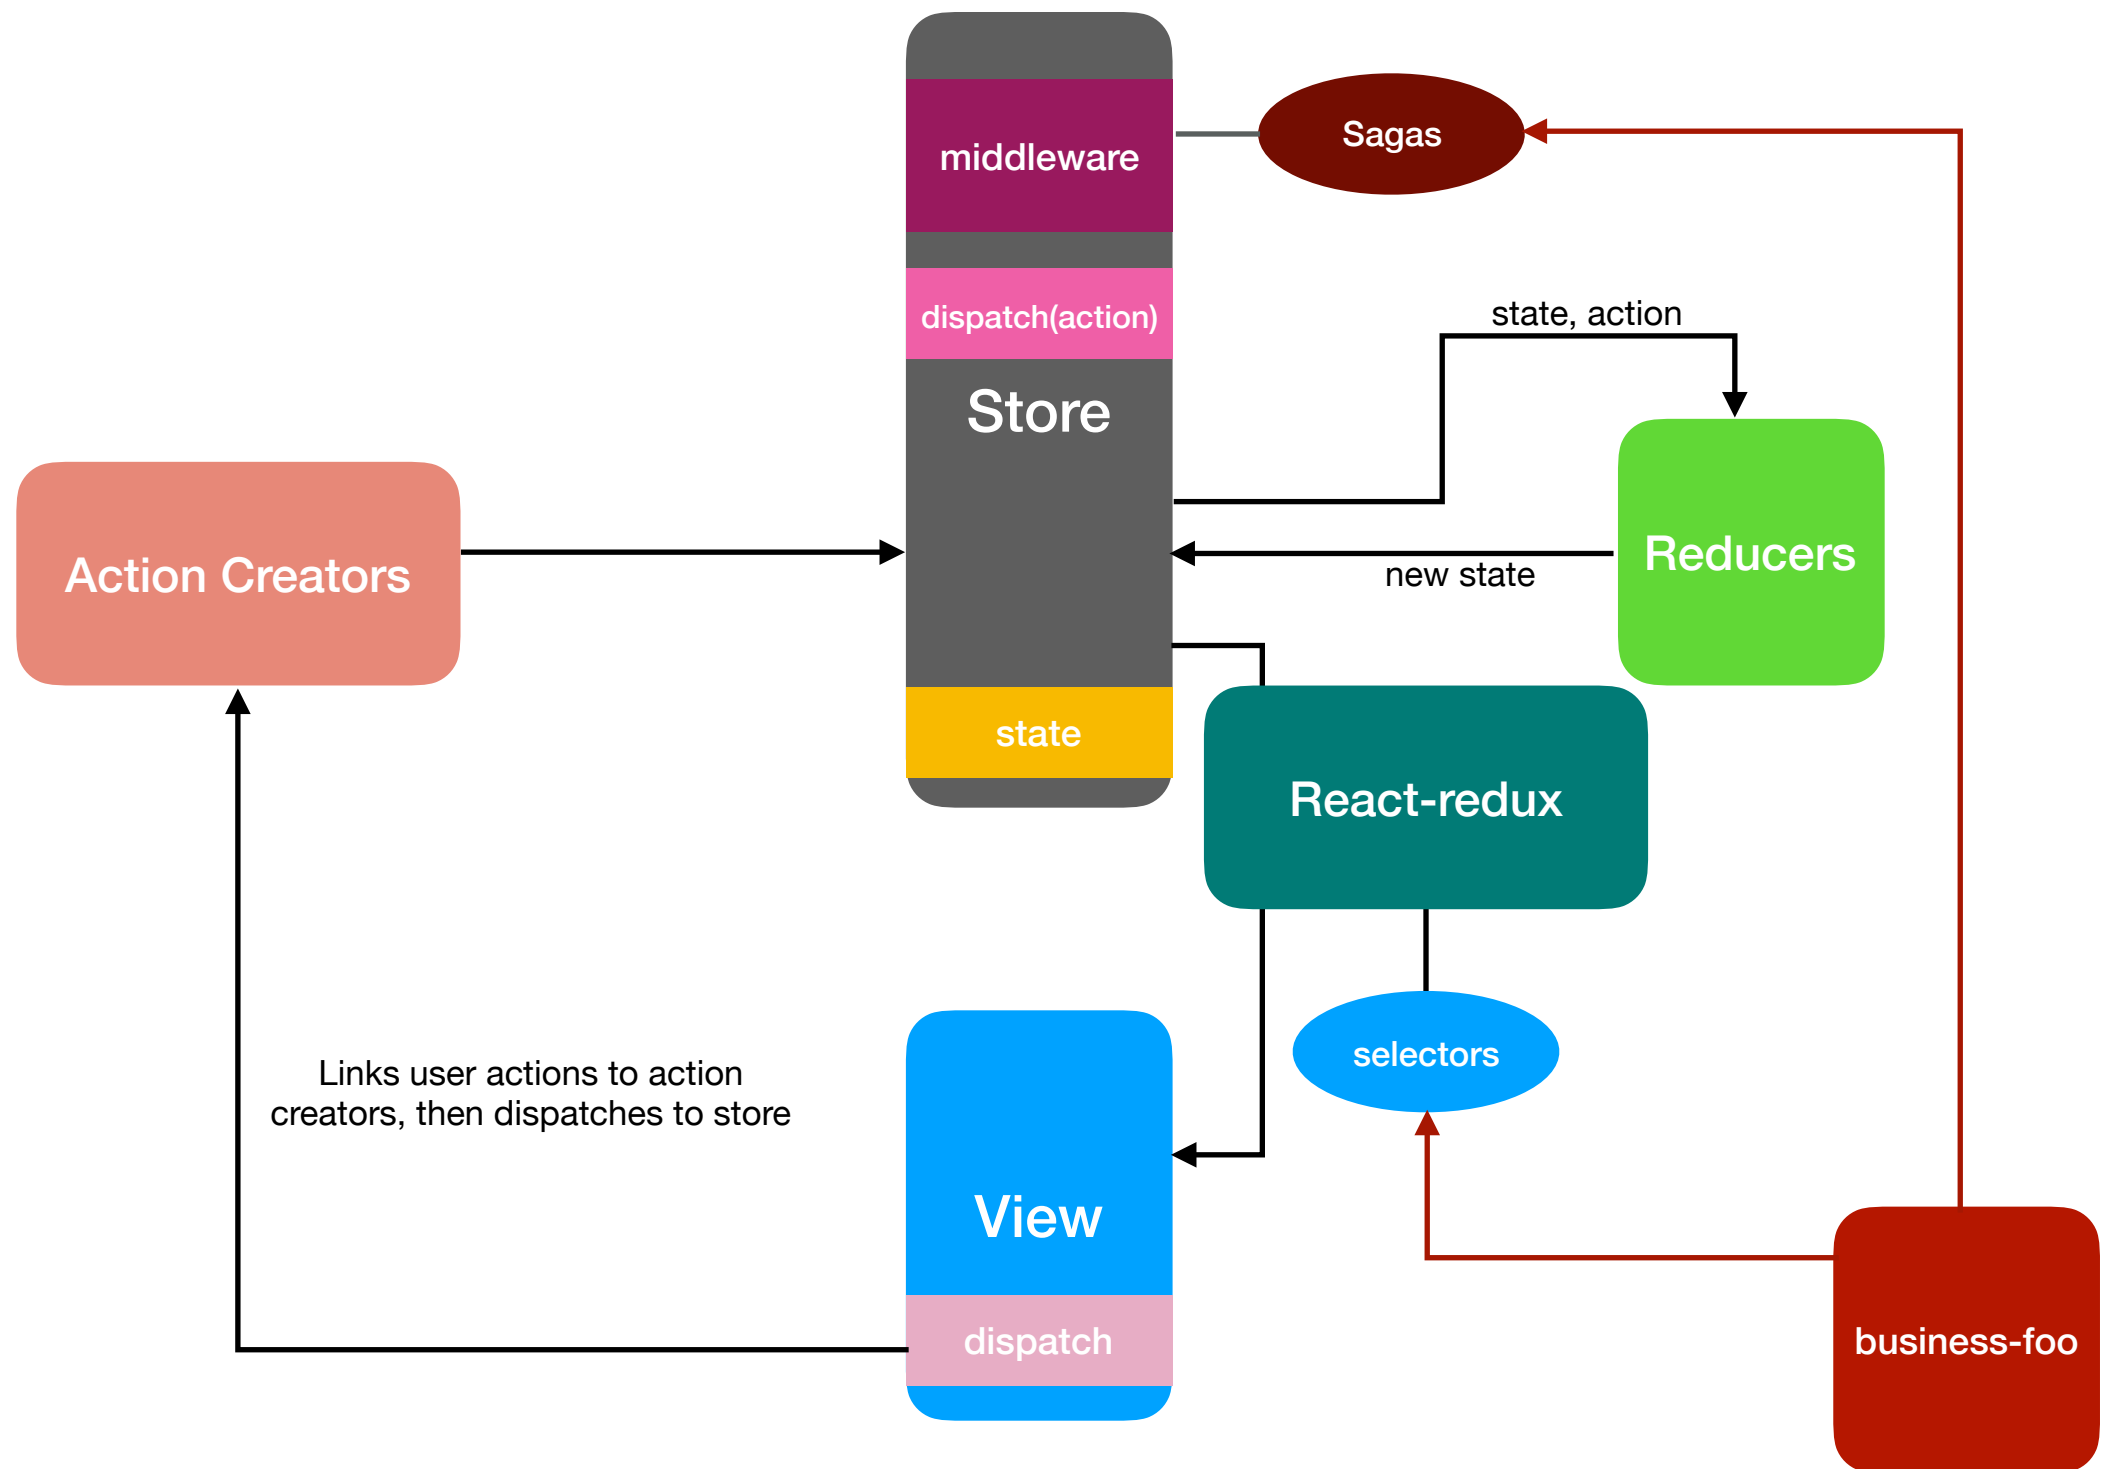 middleware
Sagas
dispatch(action)
state, action
Store
Action Creators
Reducers
new state
state
React-redux
selectors
Links user actions to action
creators, then dispatches to store
View
dispatch
business-foo